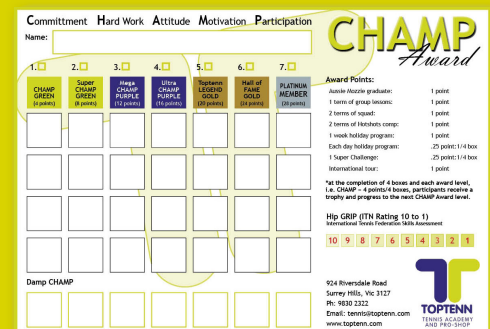 Committment Hard Work Attitude Motivation Participation
Name:
CHAMP
Award
1. 2. 3. 4. 5. 6. 7.
CHAMP GREEN (4 points)
Super CHAMP GREEN (8 points)
Mega CHAMP PURPLE (12 points)
Ultra CHAMP PURPLE (16 points)
Toptenn LEGEND GOLD (20 points)
Hall of FAME GOLD (24 points)
PLATINUM MEMBER (28 points)
Damp CHAMP
Award Points:
Aussie Mozzie graduate: 1 point
1 term of group lessons: 1 point
2 terms of squad: 1 point
2 terms of Hotshots comp: 1 point
1 week holiday program: 1 point
Each day holiday program: .25 point:1/4 box
1 Super Challenge: .25 point:1/4 box
International tour: 1 point
*at the completion of 4 boxes and each award level,
i.e. CHAMP - 4 points/4 boxes, participants receive a
trophy and progress to the next CHAMP Award level.
Hip GRIP (ITN Rating 10 to 1)
International Tennis Federation Skills Assessment
10 9 8 7 6 5 4 3 2 1
924 Riversdale Road
Surrey Hills, Vic 3127
Ph: 9830 2322
Email: tennis@toptenn.com
www.toptenn.com
TOPTENN
TENNIS ACADEMY
AND PRO-SHOP